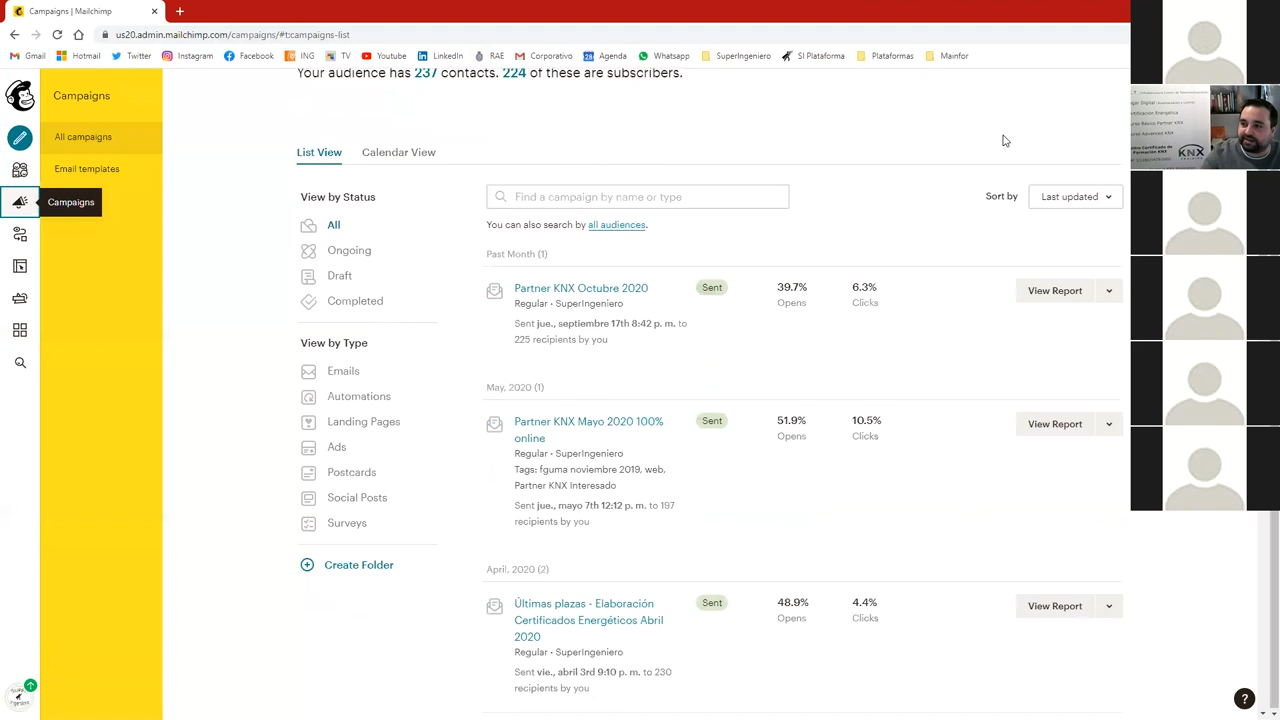 Campaigns | Mailchimp
us20.admin.mailchimp.com/campaigns/#t:campaigns-list
Gmail
Hotmail
Twitter
Instagram
Facebook
ING
TV
Youtube
LinkedIn
RAE
Corporativo
Agenda
Whatsapp
SuperIngeniero
SI Plataforma
Plataformas
Mainfor
Campaigns
All campaigns
Email templates
Campaigns
Your audience has 237 contacts. 224 of these are subscribers.
List View
Calendar View
View by Status
All
Ongoing
Draft
Completed
View by Type
Emails
Automations
Landing Pages
Ads
Postcards
Social Posts
Surveys
Create Folder
Find a campaign by name or type
Sort by
Last updated
You can also search by all audiences.
Past Month (1)
Partner KNX Octubre 2020
Sent
39.7%
6.3%
View Report
Regular • SuperIngeniero
Opens
Clicks
Sent jue., septiembre 17th 8:42 p. m. to
225 recipients by you
May, 2020 (1)
Partner KNX Mayo 2020 100%
online
Sent
51.9%
10.5%
View Report
Opens
Clicks
Regular • SuperIngeniero
Tags: fguma noviembre 2019, web,
Partner KNX Interesado
Sent jue., mayo 7th 12:12 p. m. to 197
recipients by you
April, 2020 (2)
Últimas plazas - Elaboración
Certificados Energéticos Abril
2020
Sent
48.9%
4.4%
View Report
Opens
Clicks
Regular • SuperIngeniero
Sent vie., abril 3rd 9:10 p. m. to 230
recipients by you
KNX
?